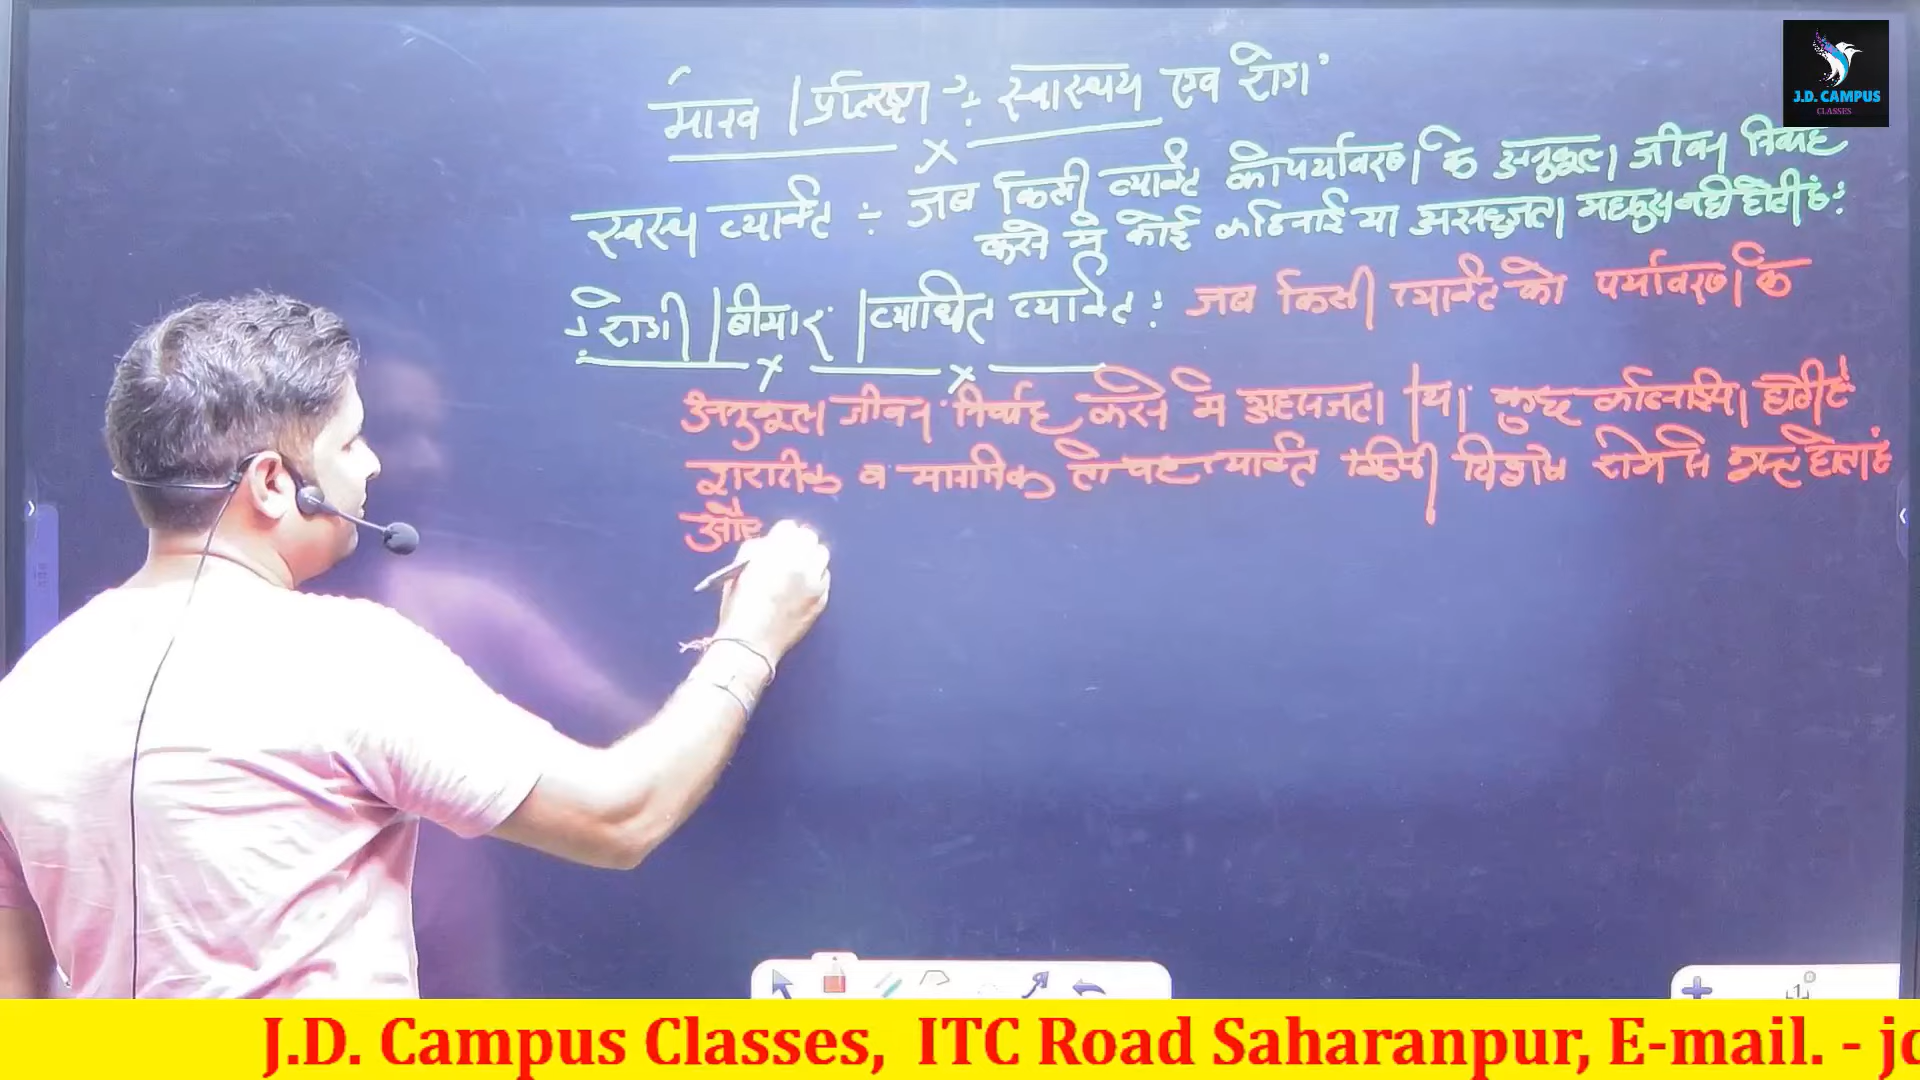 मानव | प्रतिरक्षा ÷ स्वास्थय एवं रोग
J.D. CAMPUS
CLASSES
स्वस्थ व्यक्ति ÷ जब किसी व्यक्ति को पर्यावरण के अनुकूल जीवन निर्वाह
करने में कोई कठिनाई या असहजता महसूस नही होती है:
रोगी | बीमार | व्याधित व्यक्ति : जब किसी व्यक्ति को पर्यावरण के
अनुकूल जीवन निर्वाह करने में असहजता | या कुछ होती है
व मानसिक तो वह व्यक्ति किसी विशेष रोग से होता है
और
J.D. Campus Classes, ITC Road Saharanpur, E-mail. - jc